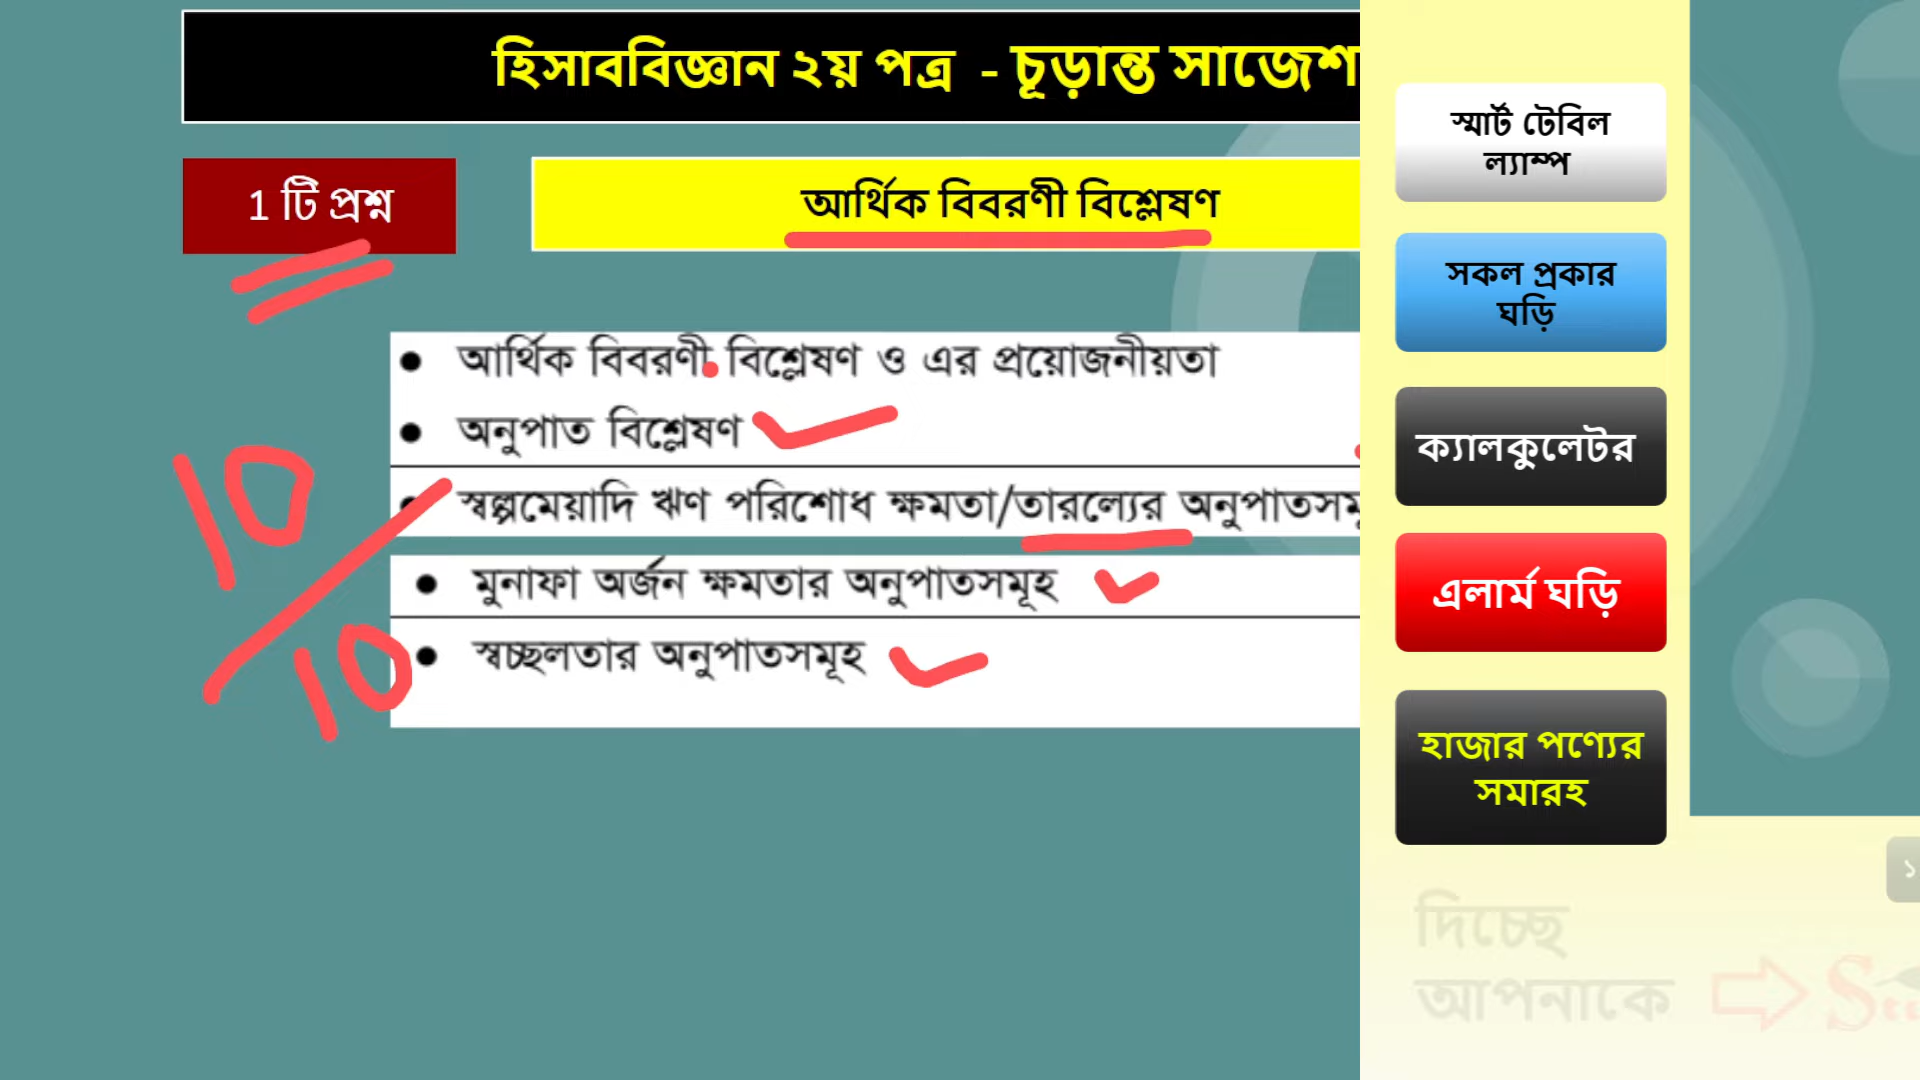 হিসাববিজ্ঞান ২য় পত্র - চূড়ান্ত সাজেশ
1 টি প্রশ্ন
আর্থিক বিবরণী বিশ্লেষণ
● আর্থিক বিবরণী বিশ্লেষণ ও এর প্রয়োজনীয়তা
● অনুপাত বিশ্লেষণ
● স্বল্পমেয়াদি ঋণ পরিশোধ ক্ষমতা/তারল্যের অনুপাতসমূ
● মুনাফা অর্জন ক্ষমতার অনুপাতসমূহ
● স্বচ্ছলতার অনুপাতসমূহ
10
10
স্মার্ট টেবিল
ল্যাম্প
সকল প্রকার
ঘড়ি
ক্যালকুলেটর
এলার্ম ঘড়ি
হাজার পণ্যের
সমারহ
১
দিচ্ছে
আপনাকে